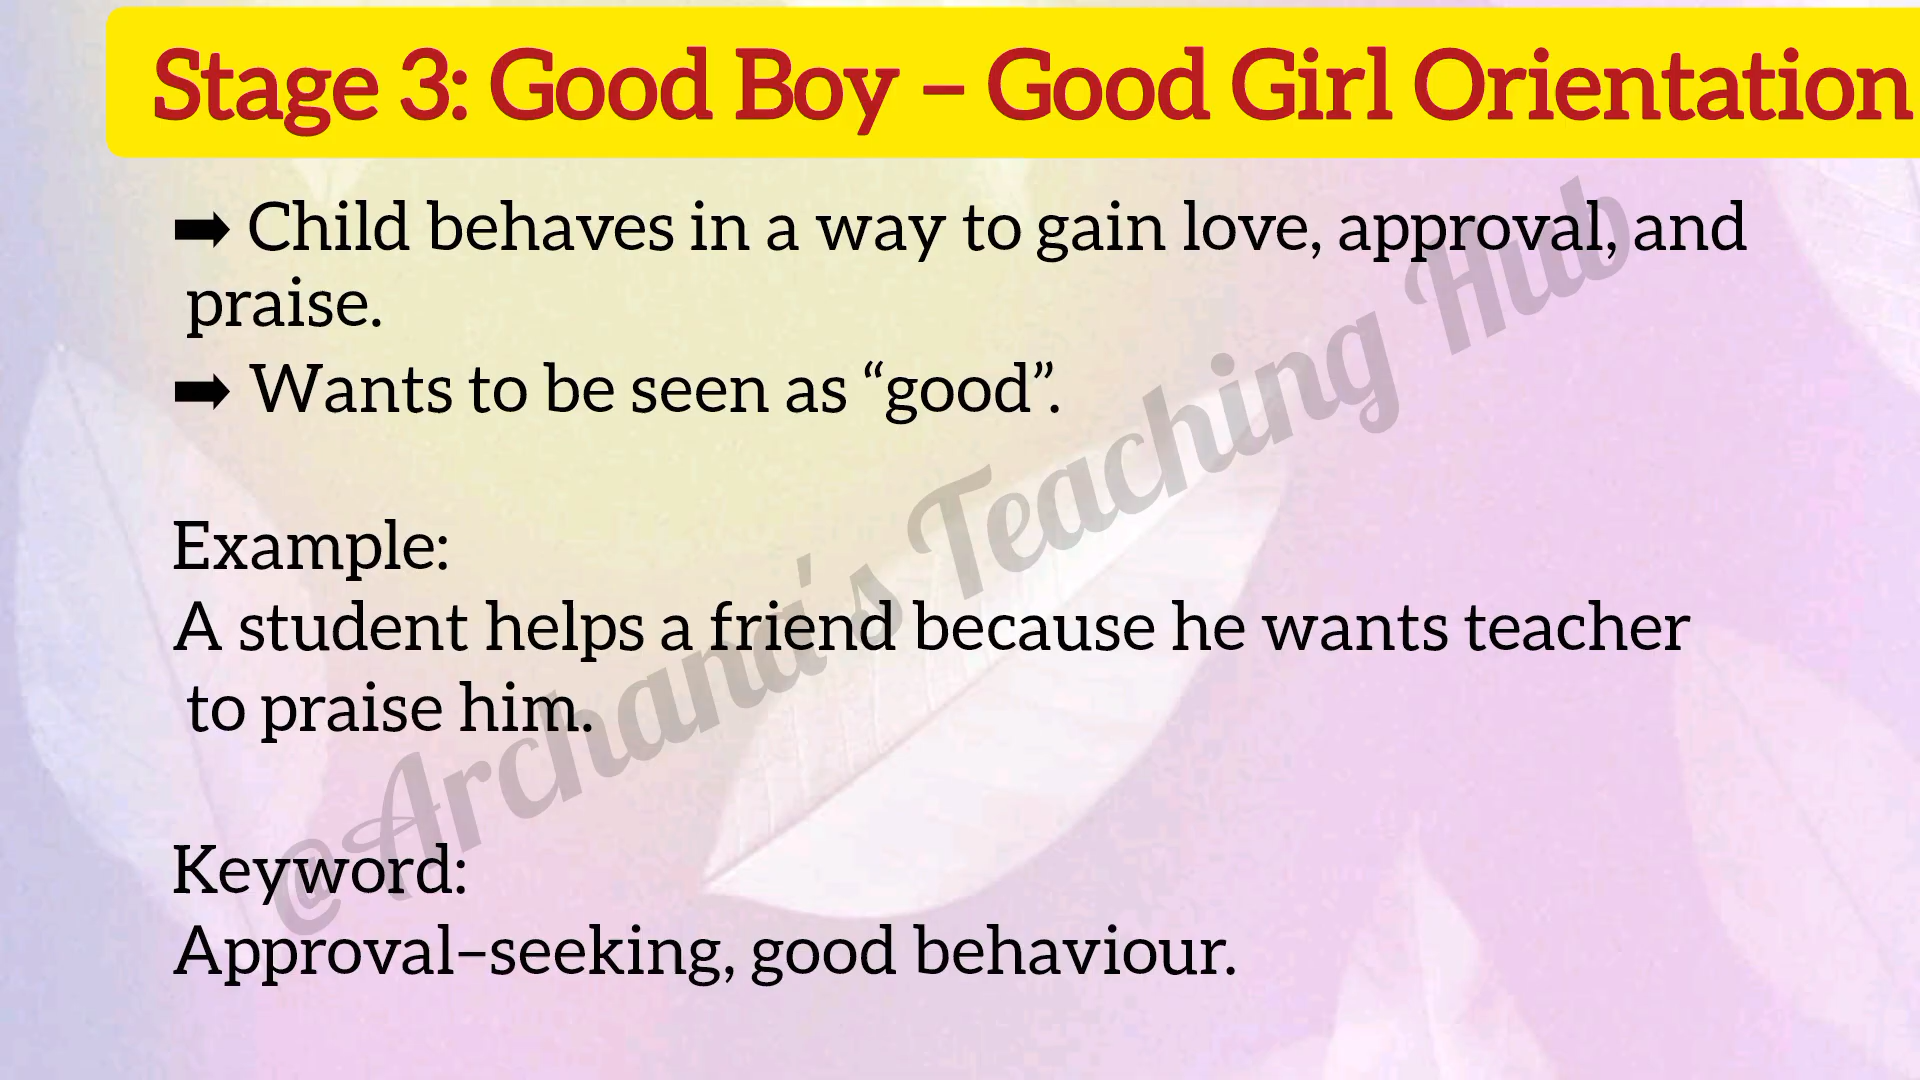 Stage 3: Good Boy – Good Girl Orientation
➡ Child behaves in a way to gain love, approval, and
praise.
➡ Wants to be seen as “good”.
Example:
A student helps a friend because he wants teacher
to praise him.
Keyword:
Approval–seeking, good behaviour.
@Archana's Teaching Hub